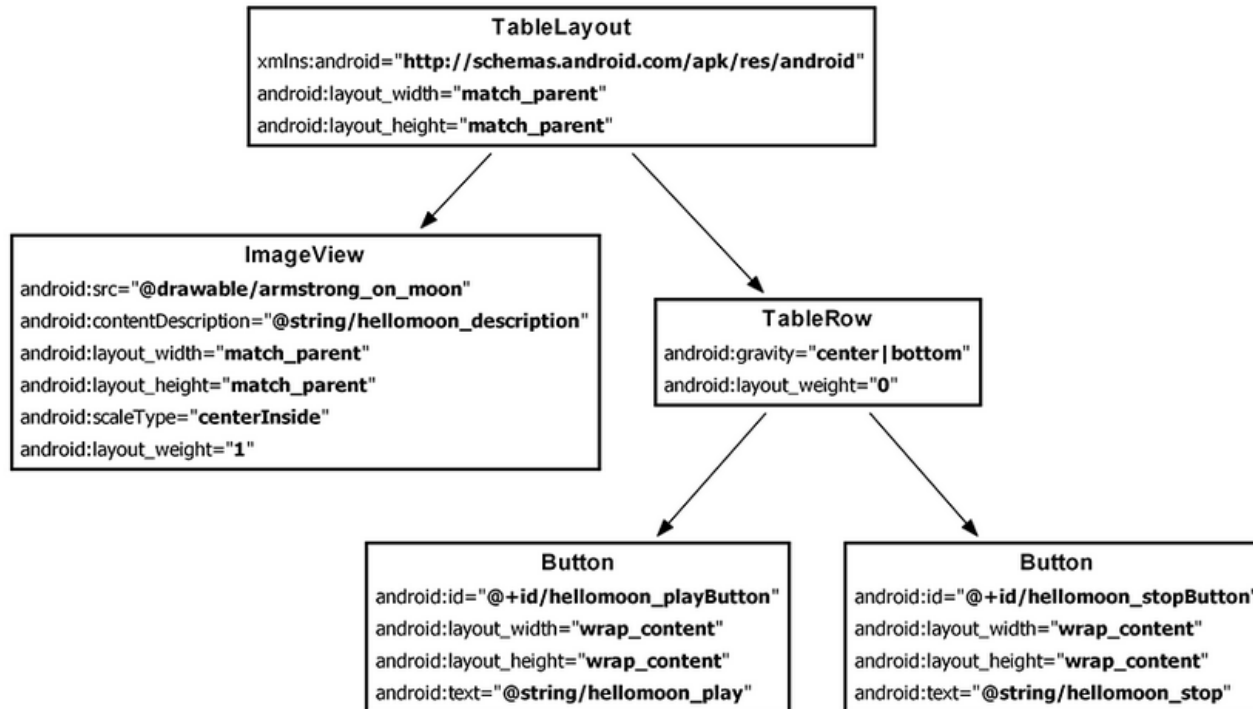 TableLayout
xmlns:android="http://schemas.android.com/apk/res/android"
android:layout_width="match_parent"
android:layout_height="match_parent"
ImageView
android:src="@drawable/armstrong_on_moon"
android:contentDescription="@string/hellomoon_description"
android:layout_width="match_parent"
android:layout_height="match_parent"
android:scaleType="centerInside"
android:layout_weight="1"
TableRow
android:gravity="center|bottom"
android:layout_weight="0"
Button
android:id="@+id/hellomoon_playButton"
android:layout_width="wrap_content"
android:layout_height="wrap_content"
android:text="@string/hellomoon_play"
Button
android:id="@+id/hellomoon_stopButton"
android:layout_width="wrap_content"
android:layout_height="wrap_content"
android:text="@string/hellomoon_stop"